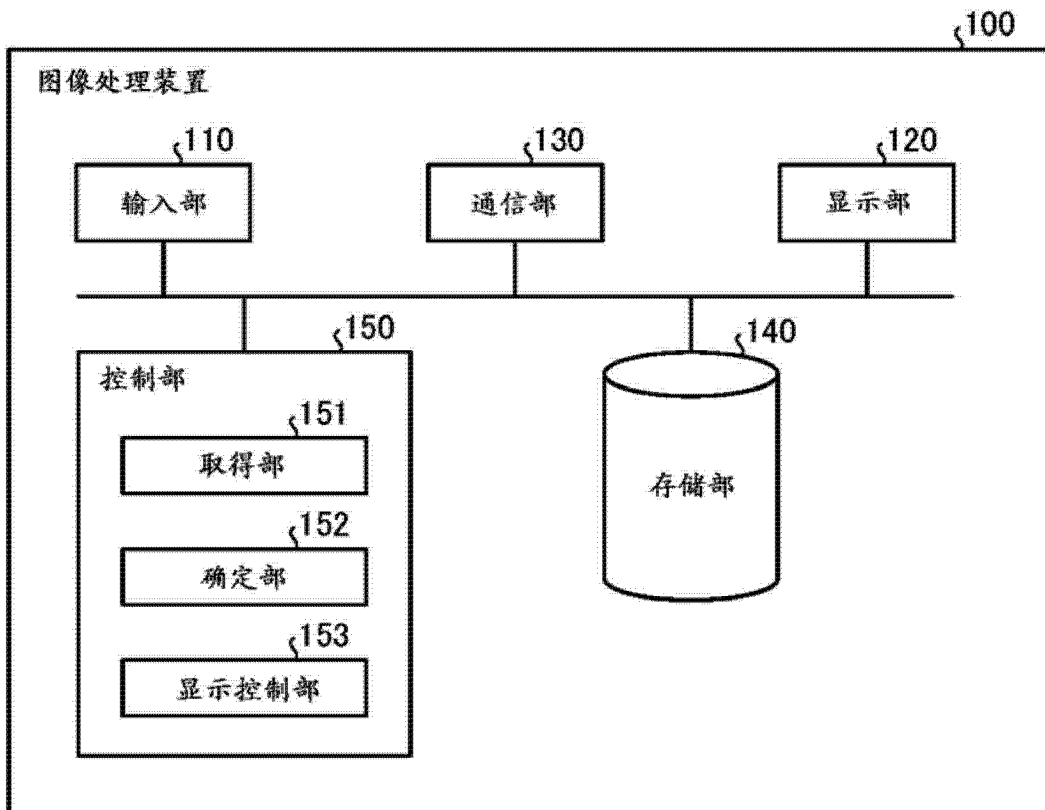 100
图像处理装置
110
130
120
输入部
通信部
显示部
150
140
控制部
151
取得部
152
确定部
153
显示控制部
存储部